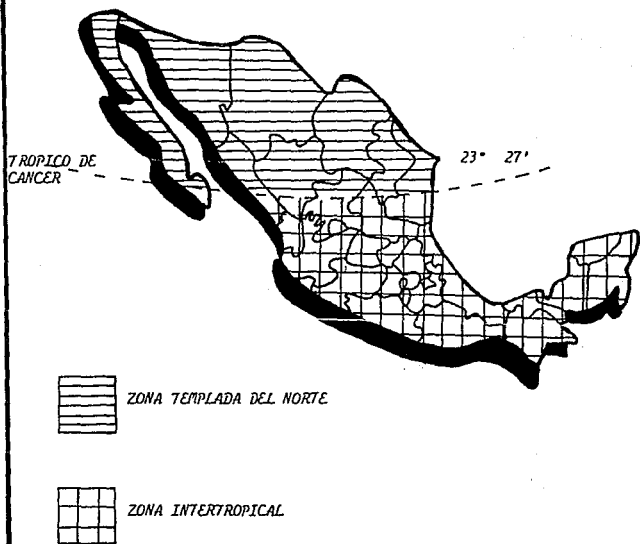 TROPICO DE
CANCER
23° 27'
ZONA TEMPLADA DEL NORTE
ZONA INTERTROPICAL